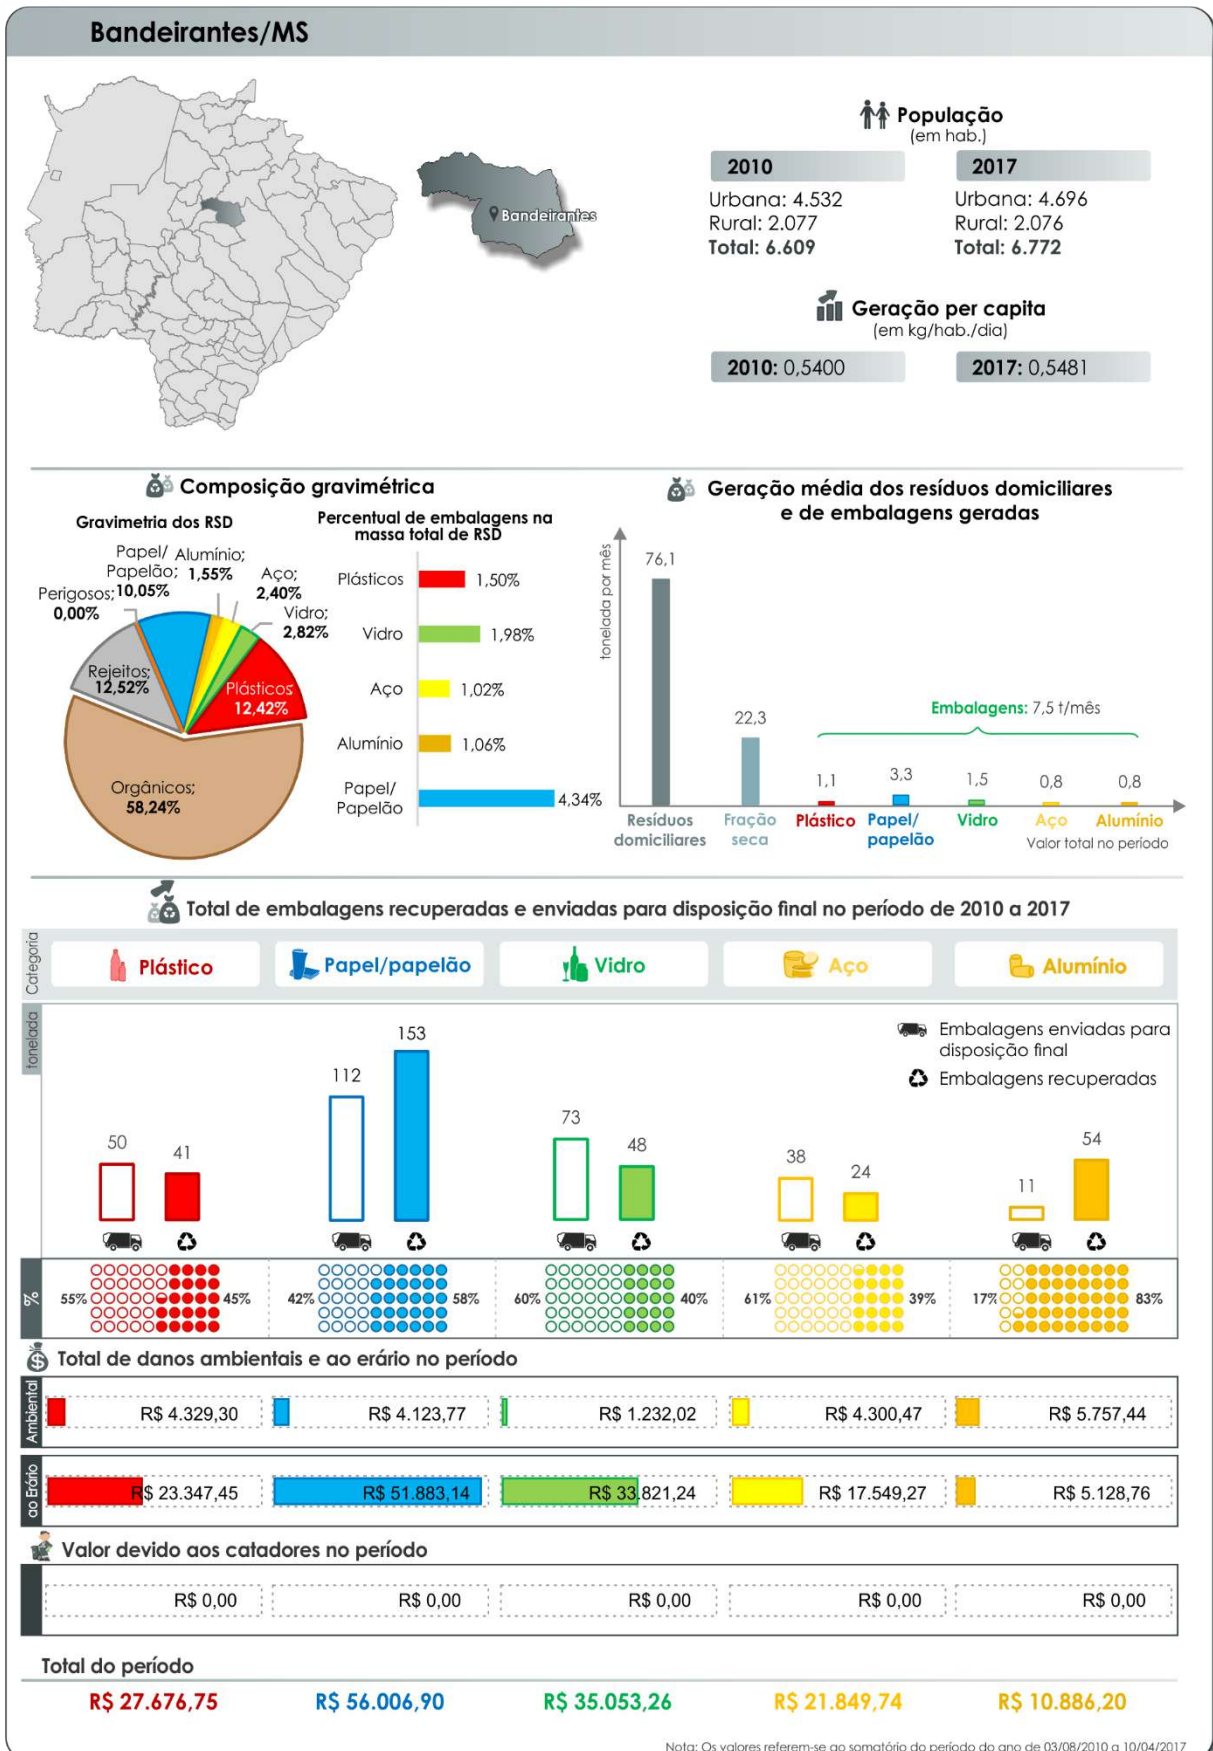 Bandeirantes/MS
Bandeirantes
População
(em hab.)
2010
2017
Urbana: 4.532
Rural: 2.077
Total: 6.609
Urbana: 4.696
Rural: 2.076
Total: 6.772
Geração per capita
(em kg/hab./dia)
2010: 0,5400
2017: 0,5481
Composição gravimétrica
Gravimetria dos RSD
Papel/
Papelão;
10,05%
Alumínio;
1,55%
Aço;
2,40%
Perigosos;
0,00%
Vidro;
2,82%
Rejeitos;
12,52%
Plásticos
12,42%
Orgânicos;
58,24%
Percentual de embalagens na
massa total de RSD
Plásticos 1,50%
Vidro 1,98%
Aço 1,02%
Alumínio 1,06%
Papel/
Papelão 4,34%
Geração média dos resíduos domiciliares
e de embalagens geradas
tonelada por mês
76,1
22,3
Embalagens: 7,5 t/mês
1,1
3,3
1,5
0,8
0,8
Resíduos
domiciliares
Fração
seca
Plástico
Papel/
papelão
Vidro
Aço
Alumínio
Valor total no período
Total de embalagens recuperadas e enviadas para disposição final no período de 2010 a 2017
Categoria
Plástico
Papel/papelão
Vidro
Aço
Alumínio
tonelada
Embalagens enviadas para
disposição final
Embalagens recuperadas
50
41
112
153
73
48
38
24
11
54
%
55%
45%
42%
58%
60%
40%
61%
39%
17%
83%
Total de danos ambientais e ao erário no período
Ambiental
R$ 4.329,30
R$ 4.123,77
R$ 1.232,02
R$ 4.300,47
R$ 5.757,44
ao Erário
R$ 23.347,45
R$ 51.883,14
R$ 33.821,24
R$ 17.549,27
R$ 5.128,76
Valor devido aos catadores no período
R$ 0,00
R$ 0,00
R$ 0,00
R$ 0,00
R$ 0,00
Total do período
R$ 27.676,75
R$ 56.006,90
R$ 35.053,26
R$ 21.849,74
R$ 10.886,20
Nota: Os valores referem-se ao somatório do período do ano de 03/08/2010 a 10/04/2017